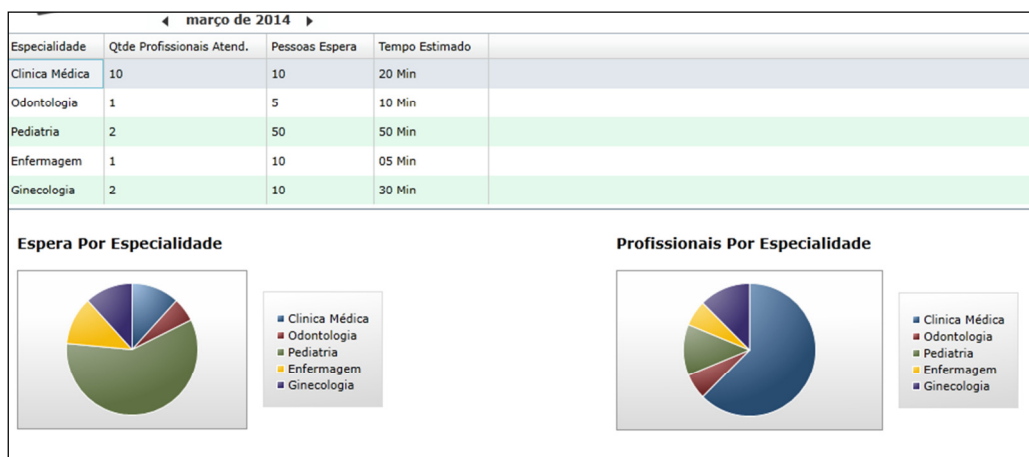 março de 2014
Especialidade Qtde Profissionais Atend. Pessoas Espera Tempo Estimado
Clinica Médica 10 10 20 Min
Odontologia 1 5 10 Min
Pediatria 2 50 50 Min
Enfermagem 1 10 05 Min
Ginecologia 2 10 30 Min
Espera Por Especialidade
Clinica Médica
Odontologia
Pediatria
Enfermagem
Ginecologia
Profissionais Por Especialidade
Clinica Médica
Odontologia
Pediatria
Enfermagem
Ginecologia